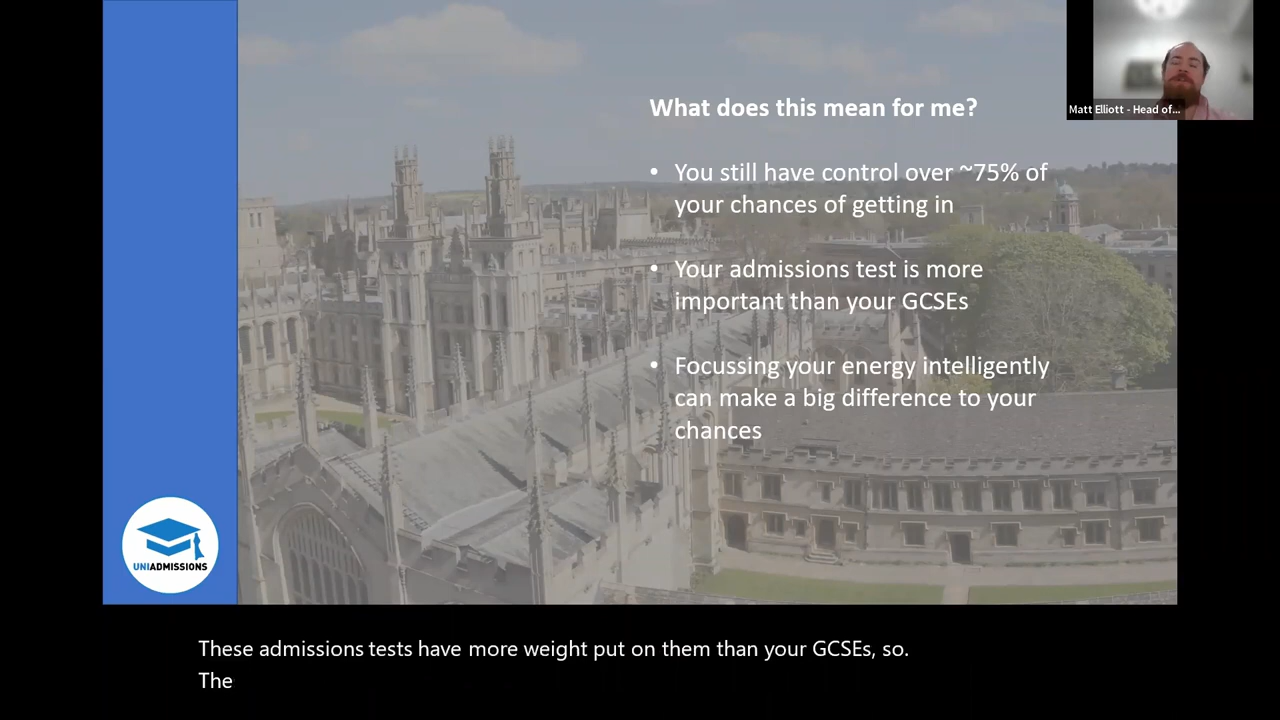 What does this mean for me?
• You still have control over ~75% of
your chances of getting in
• Your admissions test is more
important than your GCSEs
• Focussing your energy intelligently
can make a big difference to your
chances
Matt Elliott - Head of...
UNIADMISSIONS
These admissions tests have more weight put on them than your GCSEs, so.
The